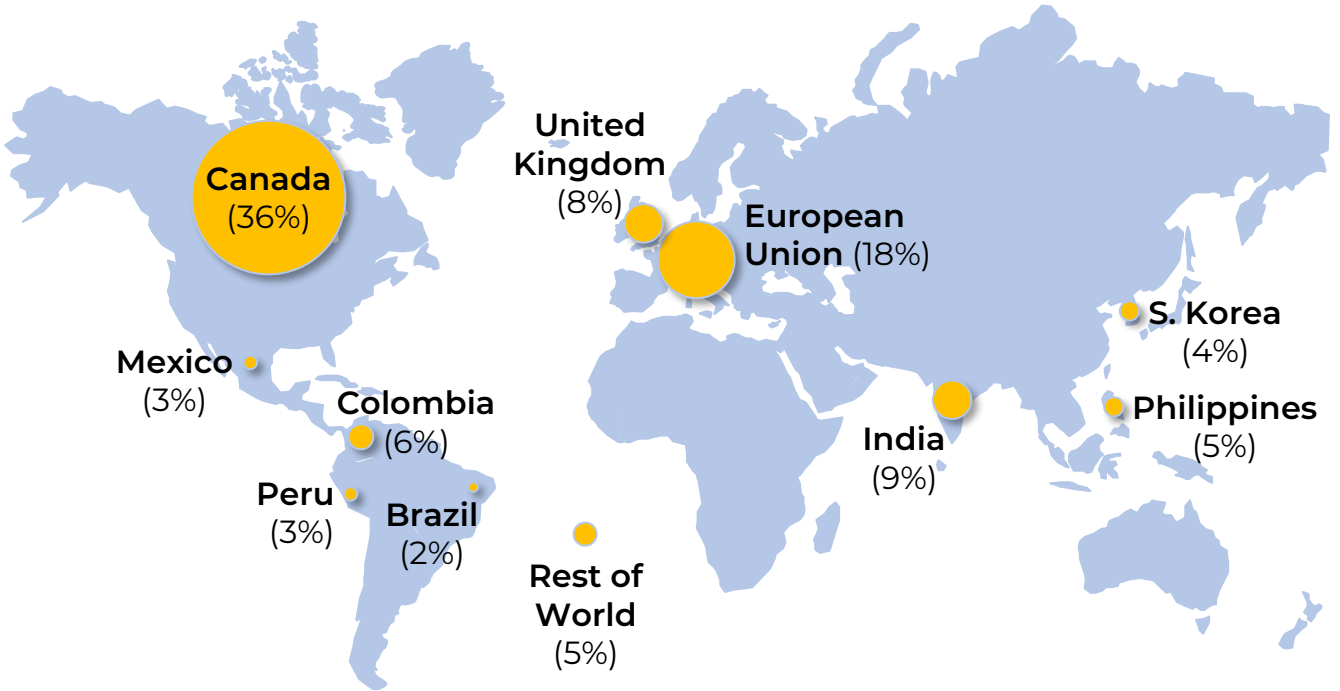 United
Kingdom
(8%)
Canada
(36%)
European
Union (18%)
S. Korea
(4%)
Mexico
(3%)
Colombia
(6%)
Philippines
(5%)
India
(9%)
Peru
(3%)
Brazil
(2%)
Rest of
World
(5%)